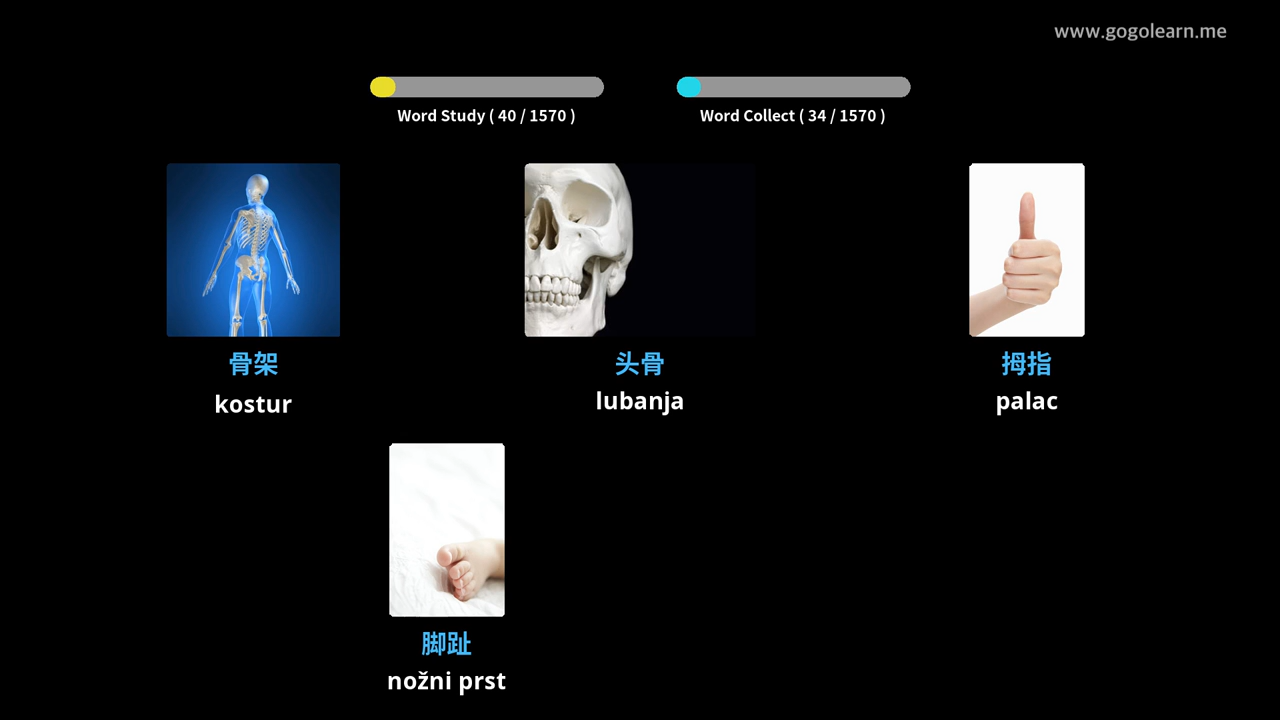 www.gogolearn.me
Word Study ( 40 / 1570 )
Word Collect ( 34 / 1570 )
骨架
kostur
头骨
lubanja
拇指
palac
脚趾
nožni prst